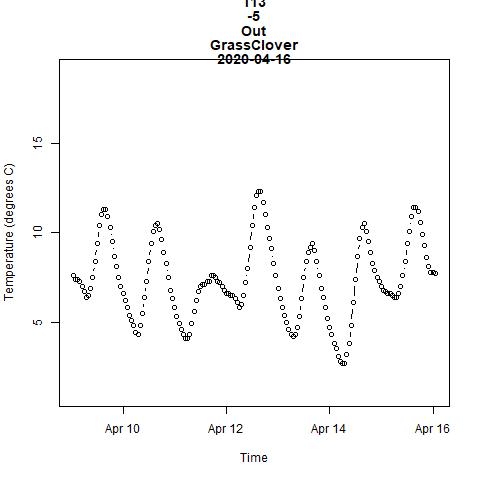 113
-5
Out
GrassClover
2020-04-16
Temperature (degrees C)
15
10
5
Apr 10
Apr 12
Apr 14
Apr 16
Time